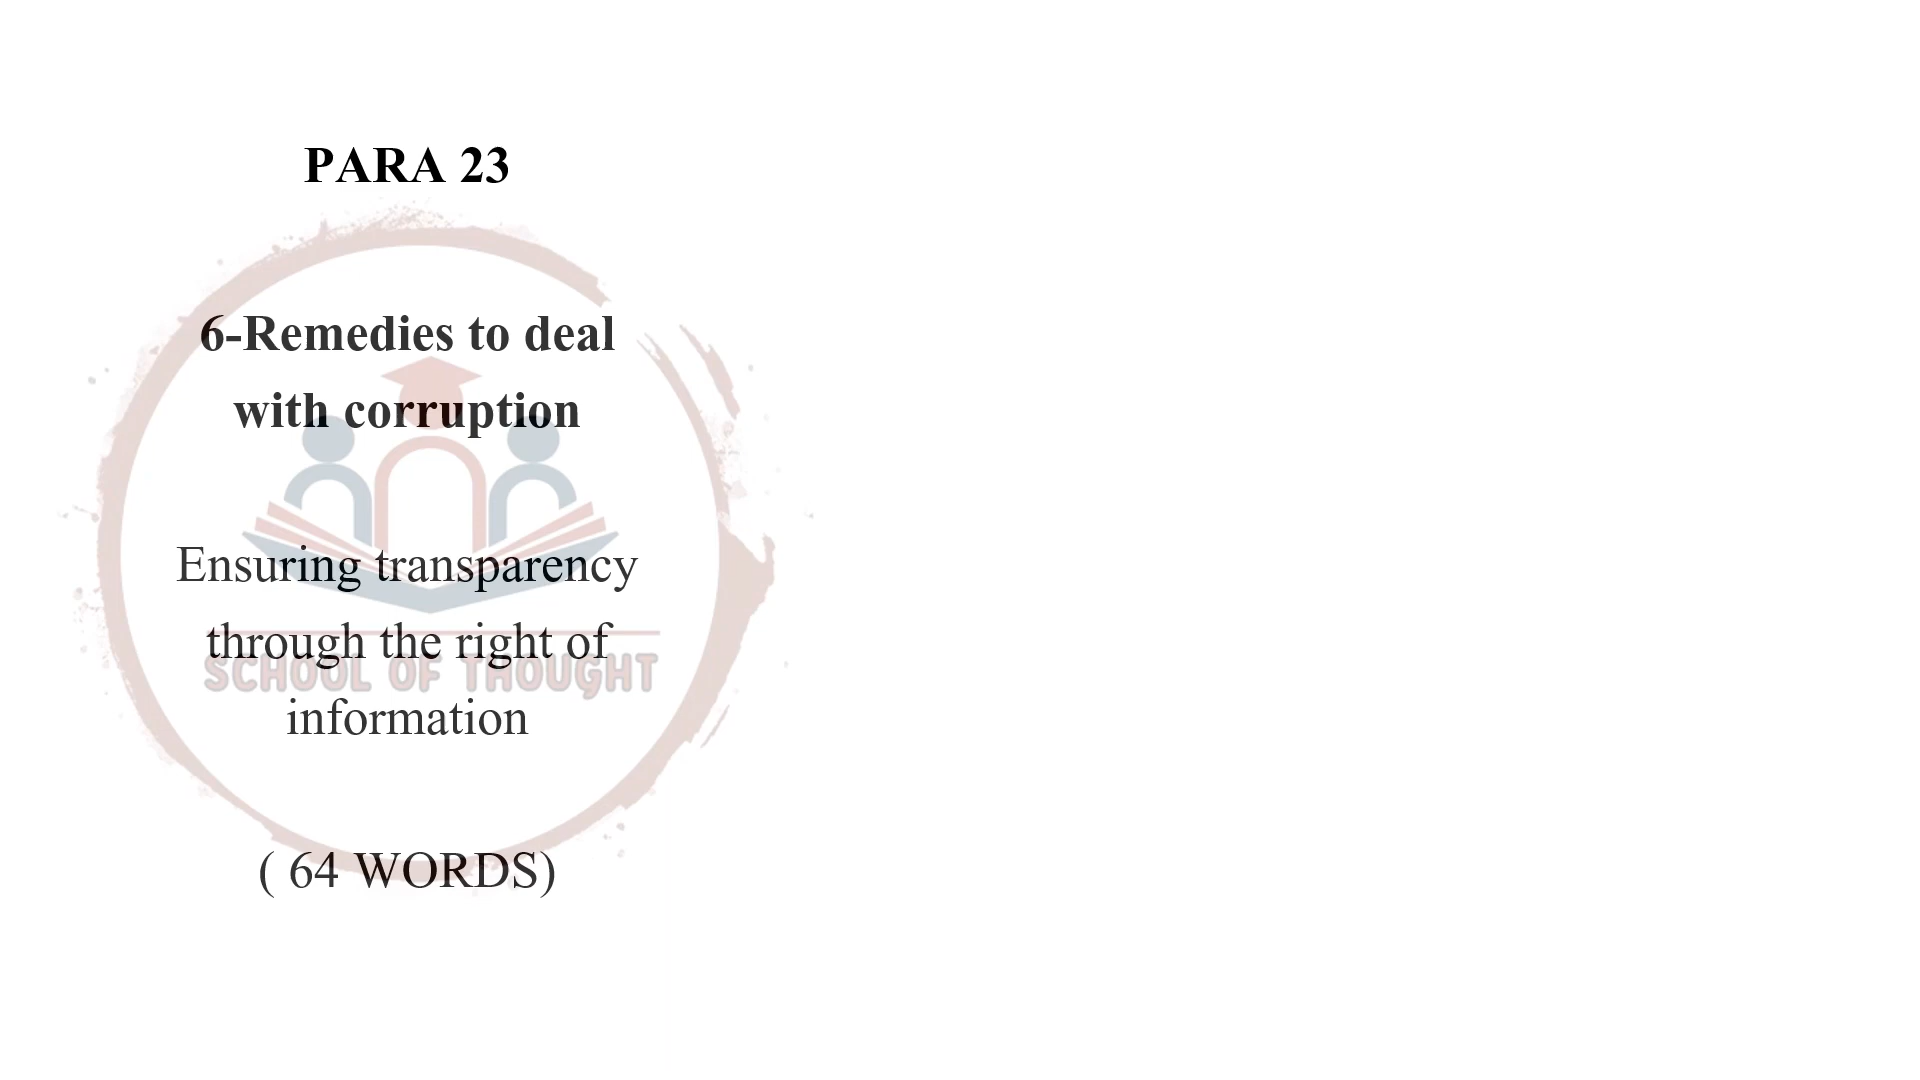 PARA 23
6-Remedies to deal
with corruption
Ensuring transparency
through the right of
SCHOOL OF THOUGHT
information
( 64 WORDS)